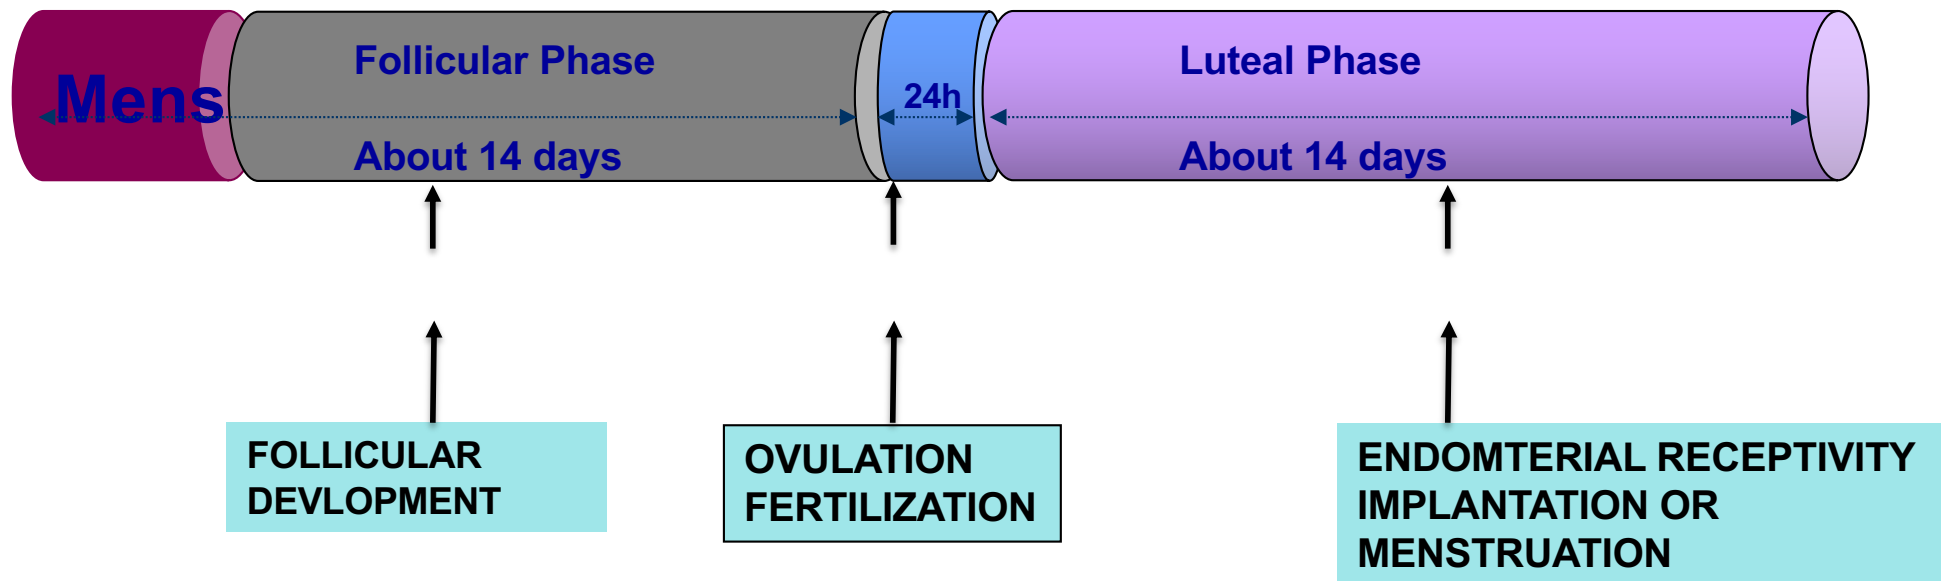 Mens
Follicular Phase
About 14 days
24h
Luteal Phase
About 14 days
FOLLICULAR
DEVLOPMENT
OVULATION
FERTILIZATION
ENDOMTERIAL RECEPTIVITY
IMPLANTATION OR
MENSTRUATION